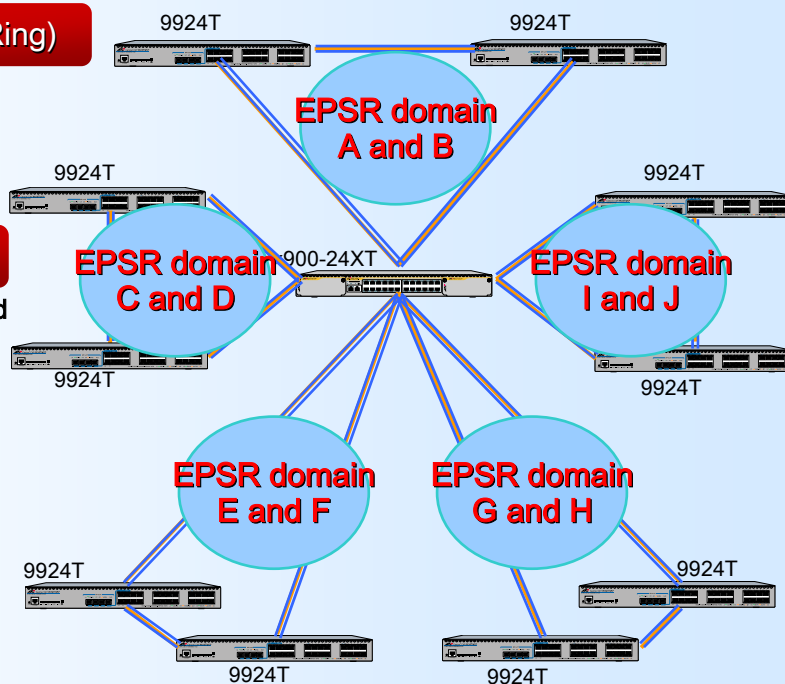 Ring)
9924T
9924T
EPSR domain
A and B
9924T
9924T
900-24XT
EPSR domain
C and D
EPSR domain
I and J
d
9924T
9924T
EPSR domain
E and F
EPSR domain
G and H
9924T
9924T
9924T
9924T